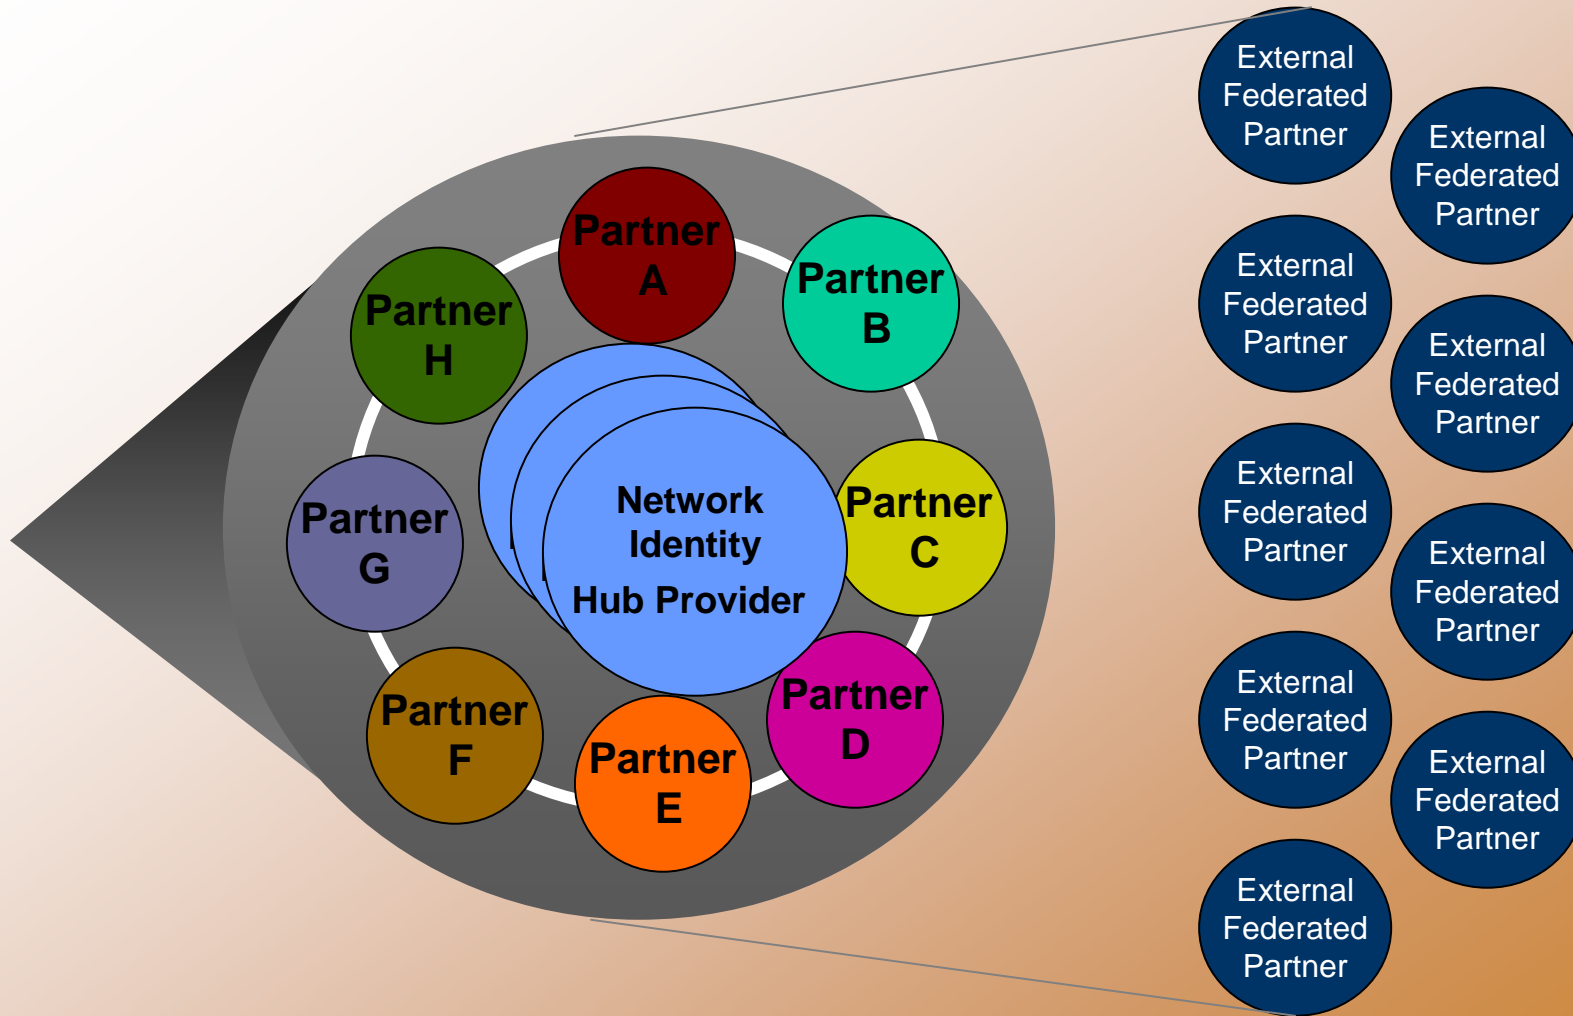 Partner
A
Partner
B
Partner
C
Partner
D
Partner
E
Partner
F
Partner
G
Partner
H
Network
Identity
Hub Provider
External
Federated
Partner
External
Federated
Partner
External
Federated
Partner
External
Federated
Partner
External
Federated
Partner
External
Federated
Partner
External
Federated
Partner
External
Federated
Partner
External
Federated
Partner